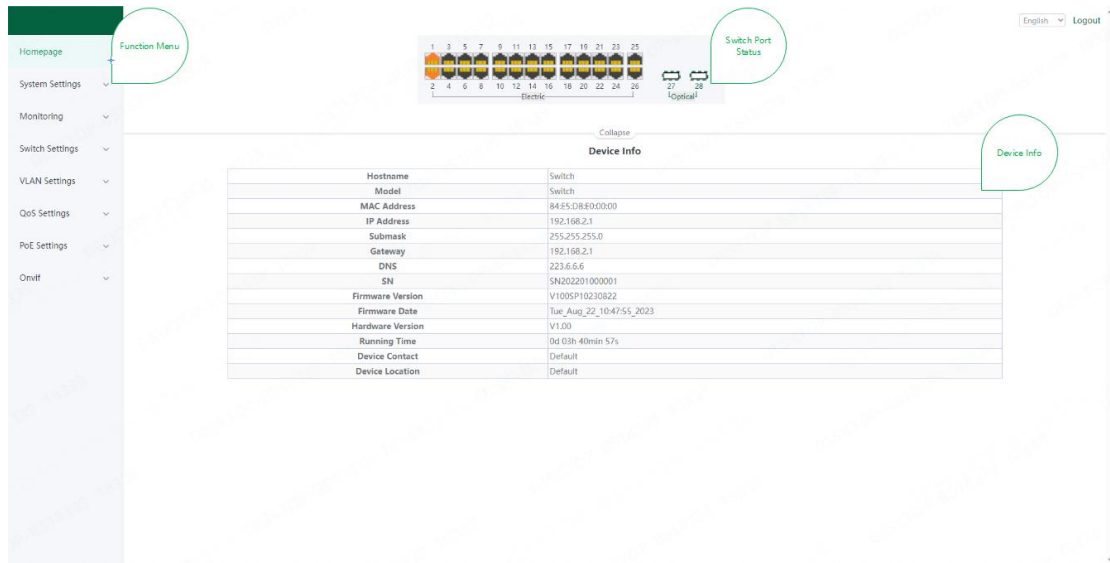 English Logout
Function Menu
Switch Port
Status
Device Info
Homepage
System Settings
Monitoring
Switch Settings
VLAN Settings
QoS Settings
PoE Settings
Onvif
1 3 5 7 9 11 13 15 17 19 21 23 25
2 4 6 8 10 12 14 16 18 20 22 24 26 27 28
Electric Optical
Collapse
Device Info
Hostname Switch
Model Switch
MAC Address 84:E5:D8:E0:00:00
IP Address 192.168.2.1
Submask 255.255.255.0
Gateway 192.168.2.1
DNS 223.6.6.6
SN SN202201000001
Firmware Version V100SP10230822
Firmware Date Tue_Aug_22_10:47:55_2023
Hardware Version V1.00
Running Time 0d 03h 40min 57s
Device Contact Default
Device Location Default